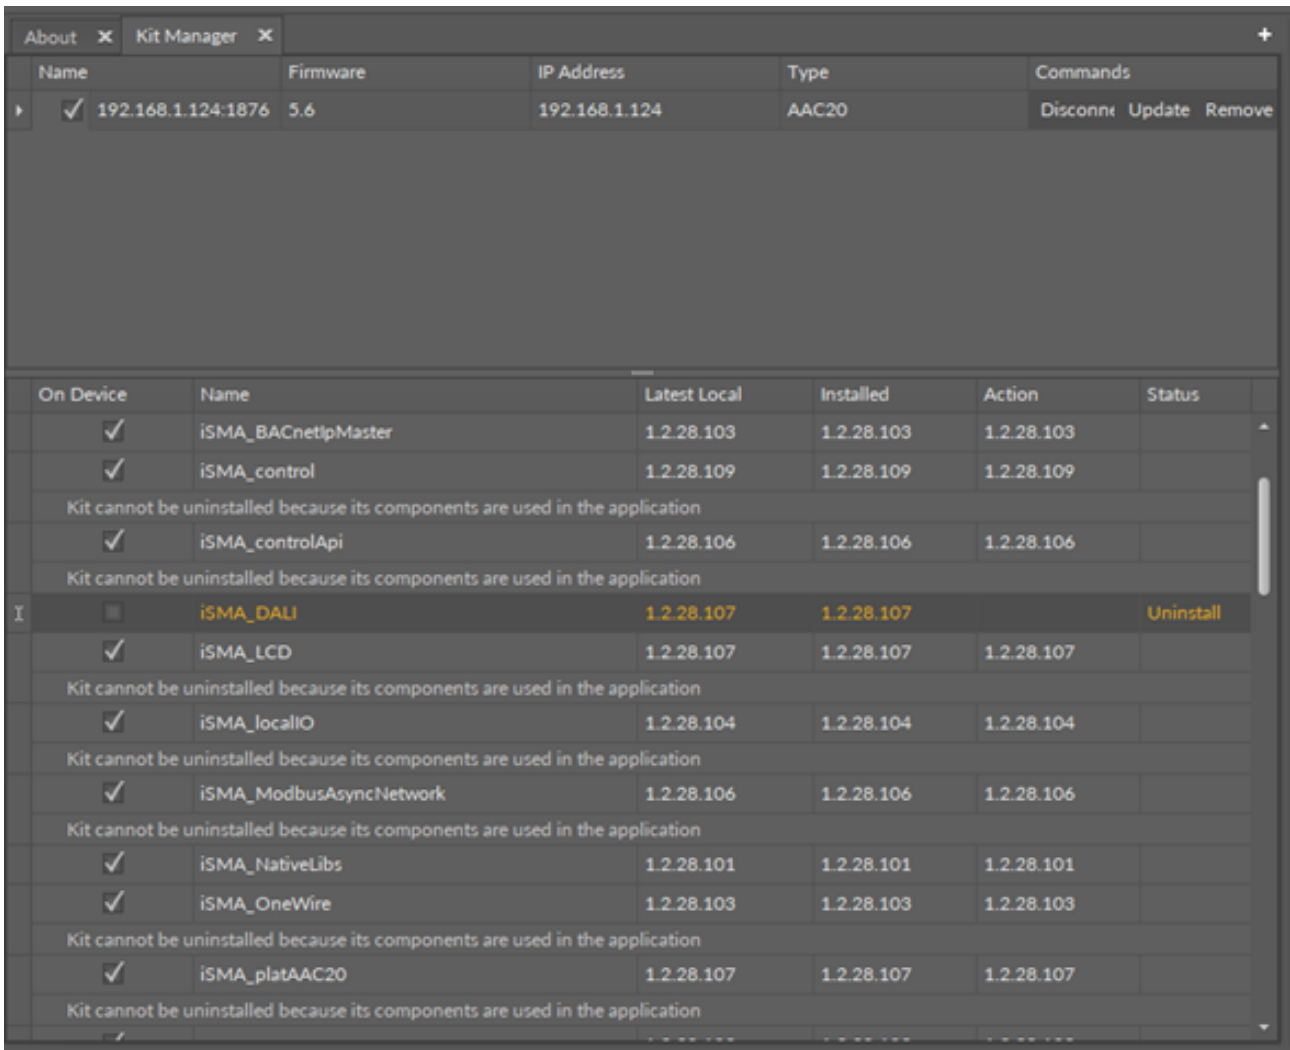 About Kit Manager
Name Firmware IP Address Type Commands
192.168.1.124:1876 5.6 192.168.1.124 AAC20 Disconne Update Remove
On Device Name Latest Local Installed Action Status
iSMA_BACnetIpMaster 1.2.28.103 1.2.28.103 1.2.28.103
iSMA_control 1.2.28.109 1.2.28.109 1.2.28.109
Kit cannot be uninstalled because its components are used in the application
iSMA_controlApi 1.2.28.106 1.2.28.106 1.2.28.106
Kit cannot be uninstalled because its components are used in the application
iSMA_DALI 1.2.28.107 1.2.28.107 Uninstall
iSMA_LCD 1.2.28.107 1.2.28.107 1.2.28.107
Kit cannot be uninstalled because its components are used in the application
iSMA_localIO 1.2.28.104 1.2.28.104 1.2.28.104
Kit cannot be uninstalled because its components are used in the application
iSMA_ModbusAsyncNetwork 1.2.28.106 1.2.28.106 1.2.28.106
Kit cannot be uninstalled because its components are used in the application
iSMA_NativeLibs 1.2.28.101 1.2.28.101 1.2.28.101
iSMA_OneWire 1.2.28.103 1.2.28.103 1.2.28.103
Kit cannot be uninstalled because its components are used in the application
iSMA_platAAC20 1.2.28.107 1.2.28.107 1.2.28.107
Kit cannot be uninstalled because its components are used in the application